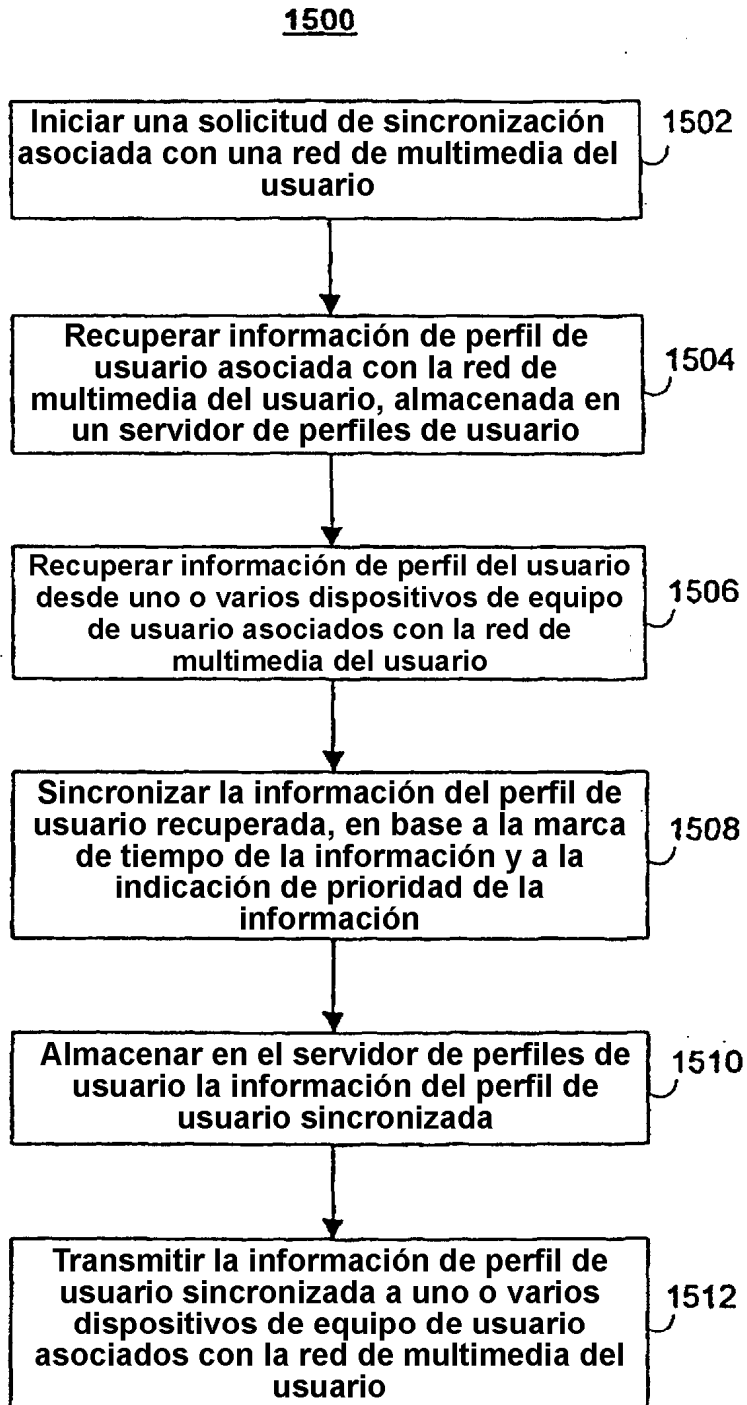 1500
Iniciar una solicitud de sincronización
asociada con una red de multimedia del
usuario
1502
Recuperar información de perfil de
usuario asociada con la red de
multimedia del usuario, almacenada en
un servidor de perfiles de usuario
1504
Recuperar información de perfil del usuario
desde uno o varios dispositivos de equipo
de usuario asociados con la red de
multimedia del usuario
1506
Sincronizar la información del perfil de
usuario recuperada, en base a la marca
de tiempo de la información y a la
indicación de prioridad de la
información
1508
Almacenar en el servidor de perfiles de
usuario la información del perfil de
usuario sincronizada
1510
Transmitir la información de perfil de
usuario sincronizada a uno o varios
dispositivos de equipo de usuario
asociados con la red de multimedia del
usuario
1512